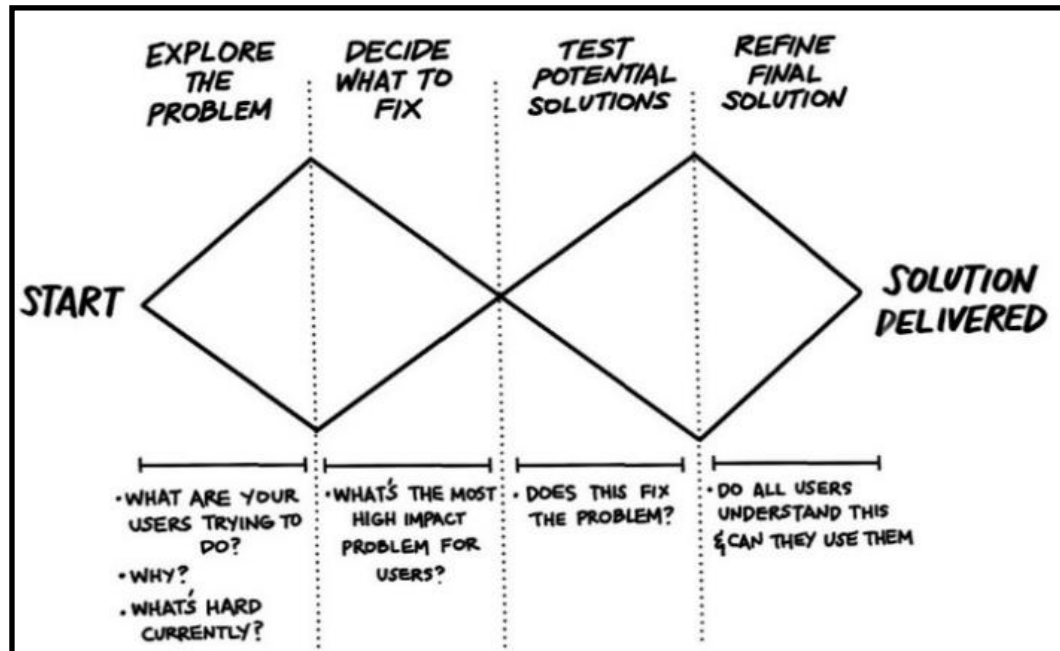 EXPLORE
THE
PROBLEM
DECIDE
WHAT TO
FIX
TEST
POTENTIAL
SOLUTIONS
REFINE
FINAL
SOLUTION
START
SOLUTION
DELIVERED
• WHAT ARE YOUR
USERS TRYING TO
DO?
• WHY?
• WHAT'S HARD
CURRENTLY?
• WHAT'S THE MOST
HIGH IMPACT
PROBLEM FOR
USERS?
• DOES THIS FIX
THE PROBLEM?
• DO ALL USERS
UNDERSTAND THIS
& CAN THEY USE THEM